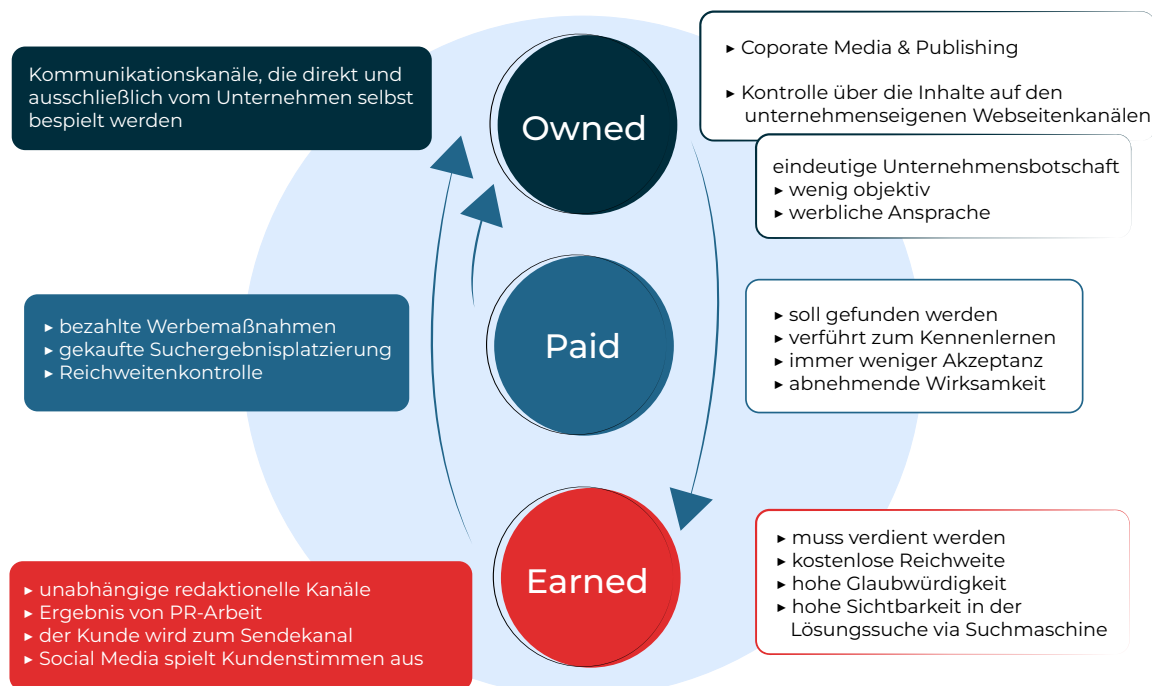 Kommunikationskanäle, die direkt und
ausschließlich vom Unternehmen selbst
bespielt werden
Owned
▸ Coporate Media & Publishing
▸ Kontrolle über die Inhalte auf den
unternehmenseigenen Webseitenkanälen
eindeutige Unternehmensbotschaft
▸ wenig objektiv
▸ werbliche Ansprache
▸ bezahlte Werbemaßnahmen
▸ gekaufte Suchergebnisplatzierung
▸ Reichweitenkontrolle
Paid
▸ soll gefunden werden
▸ verführt zum Kennenlernen
▸ immer weniger Akzeptanz
▸ abnehmende Wirksamkeit
▸ unabhängige redaktionelle Kanäle
▸ Ergebnis von PR-Arbeit
▸ der Kunde wird zum Sendekanal
▸ Social Media spielt Kundenstimmen aus
Earned
▸ muss verdient werden
▸ kostenlose Reichweite
▸ hohe Glaubwürdigkeit
▸ hohe Sichtbarkeit in der
Lösungssuche via Suchmaschine